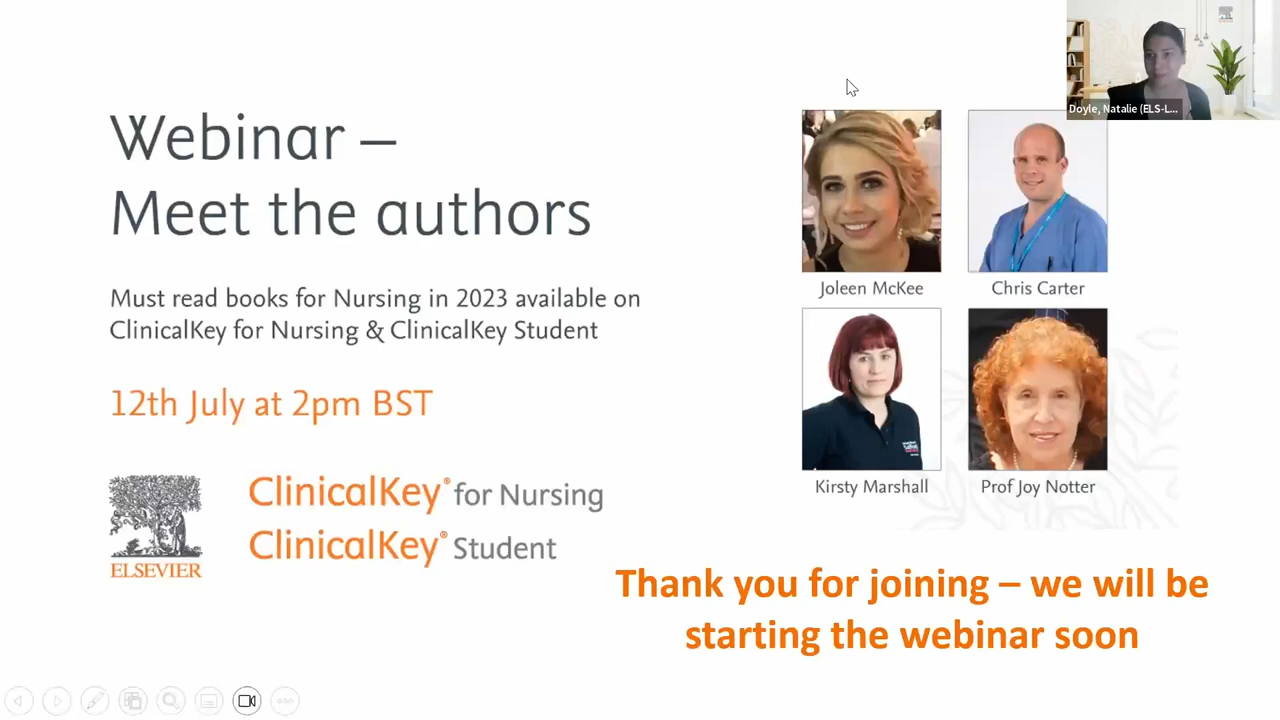 Webinar –
Meet the authors
Must read books for Nursing in 2023 available on
ClinicalKey for Nursing & ClinicalKey Student
12th July at 2pm BST
ELSEVIER
ClinicalKey® for Nursing
ClinicalKey® Student
Doyle, Natalie (ELS-L...
Joleen McKee
Chris Carter
Kirsty Marshall
Prof Joy Notter
Thank you for joining – we will be
starting the webinar soon